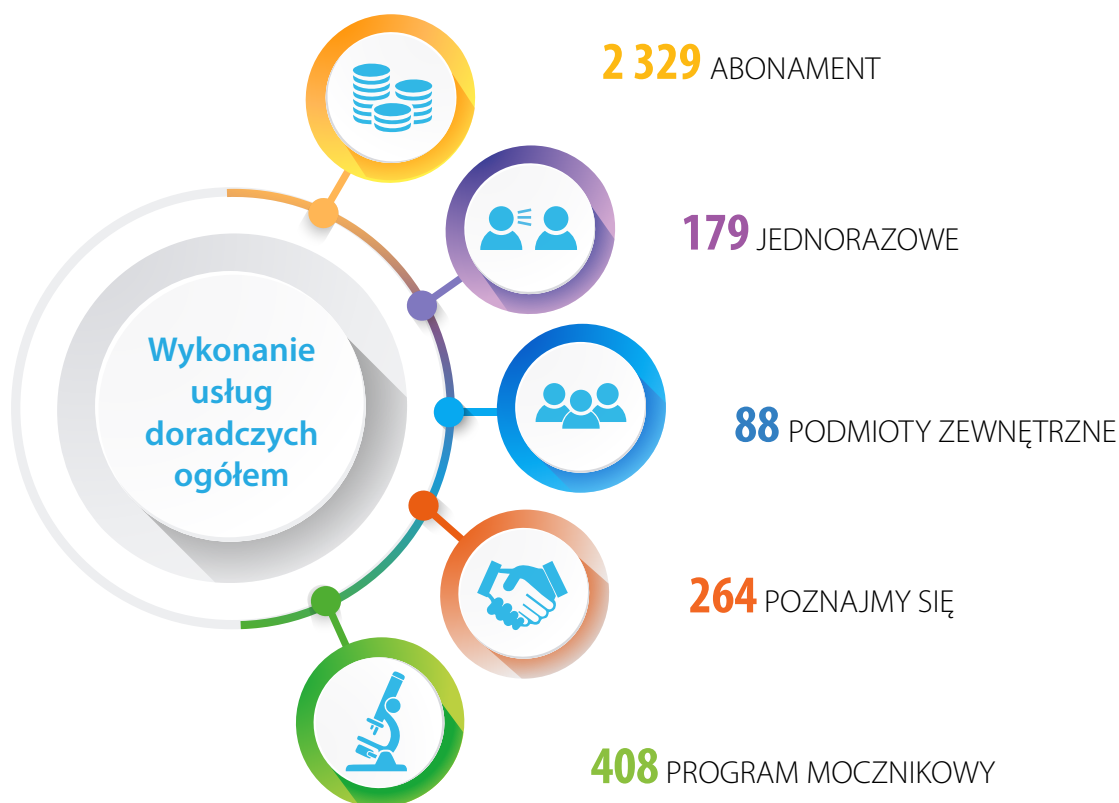 Wykonanie
usług
doradczych
ogółem
2 329 ABONAMENT
179 JEDNORAZOWE
88 PODMIOTY ZEWNĘTRZNE
264 POZNAJMY SIĘ
408 PROGRAM MOCZNIKOWY